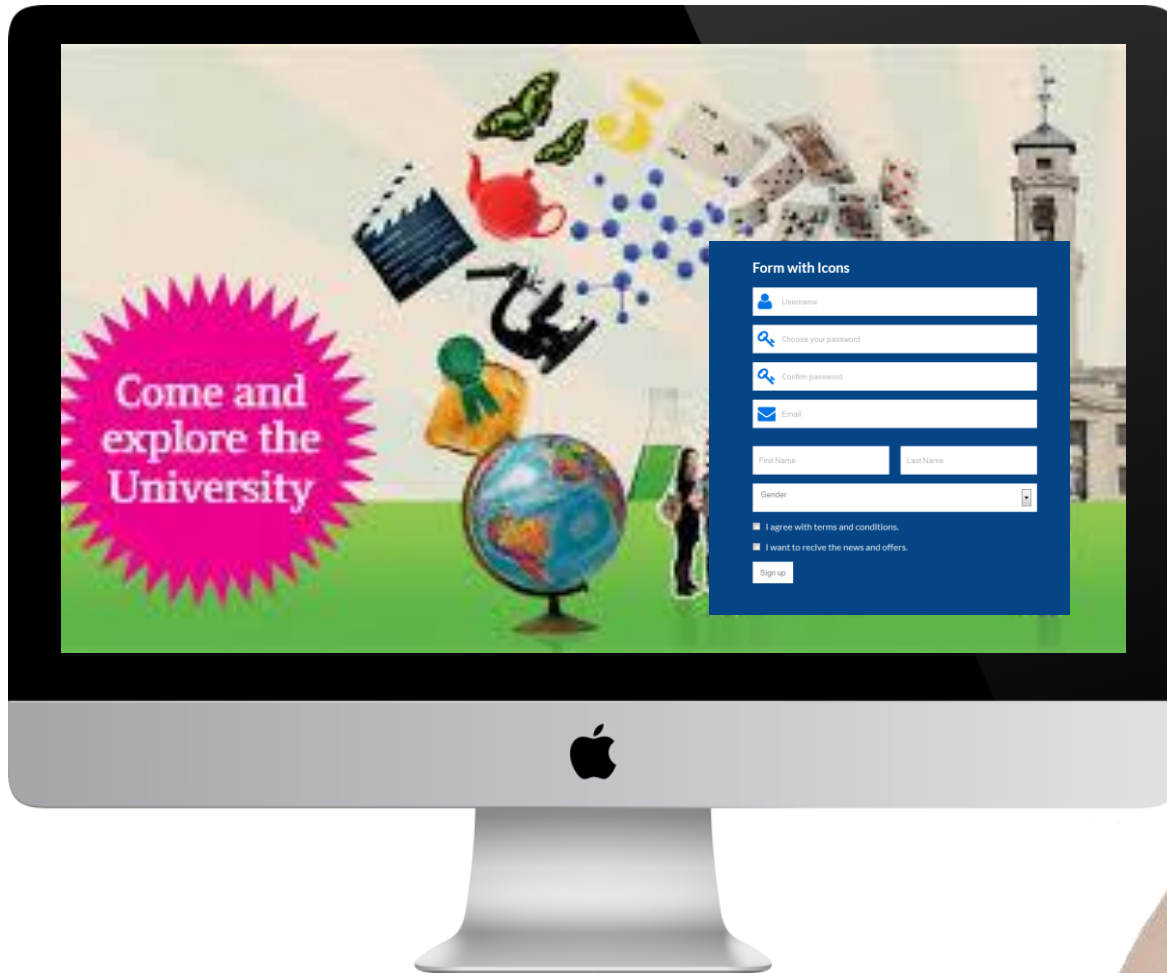 Come and
explore the
University
Form with Icons
Username
Choose your password
Confirm password
Email
First Name
Last Name
Gender
I agree with terms and conditions.
I want to recive the news and offers.
Sign up